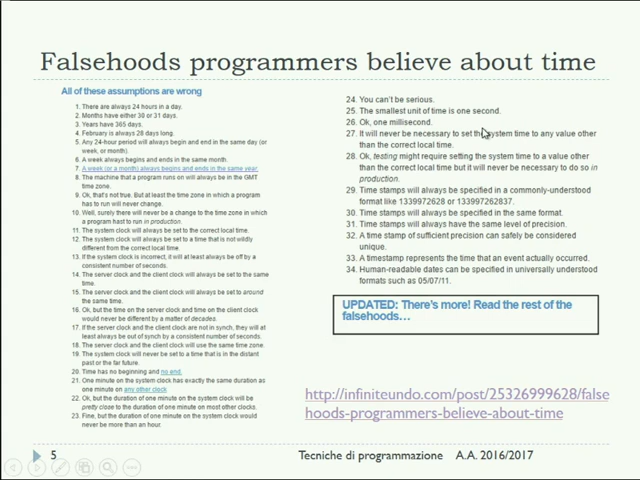 Falsehoods programmers believe about time
All of these assumptions are wrong
1. There are always 24 hours in a day.
2. Months have either 30 or 31 days.
3. Years have 365 days.
4. February is always 28 days long.
5. Any 24-hour period will always begin and end in the same day (or
week, or month).
6. A week always begins and ends in the same month.
7. A week (or a month) always begins and ends in the same year.
8. The machine that a program runs on will always be in the GMT
time zone.
9. Ok, that's not true. But at least the time zone in which a program
has to run will never change.
10. Well, surely there will never be a change to the time zone in which
a program hast to run in production.
11. The system clock will always be set to the correct local time.
12. The system clock will always be set to a time that is not wildly
different from the correct local time.
13. If the system clock is incorrect, it will at least always be off by a
consistent number of seconds.
14. The server clock and the client clock will always be set to the same
time.
15. The server clock and the client clock will always be set to around
the same time.
16. Ok, but the time on the server clock and time on the client clock
would never be different by a matter of decades.
17. If the server clock and the client clock are not in synch, they will at
least always be out of synch by a consistent number of seconds.
18. The server clock and the client clock will use the same time zone.
19. The system clock will never be set to a time that is in the distant
past or the far future.
20. Time has no beginning and no end.
21. One minute on the system clock has exactly the same duration as
one minute on any other clock
22. Ok, but the duration of one minute on the system clock will be
pretty close to the duration of one minute on most other clocks.
23. Fine, but the duration of one minute on the system clock would
never be more than an hour.
24. You can't be serious.
25. The smallest unit of time is one second.
26. Ok, one millisecond.
27. It will never be necessary to set the system time to any value other
than the correct local time.
28. Ok, testing might require setting the system time to a value other
than the correct local time but it will never be necessary to do so in
production.
29. Time stamps will always be specified in a commonly-understood
format like 1339972628 or 133997262837.
30. Time stamps will always be specified in the same format.
31. Time stamps will always have the same level of precision.
32. A time stamp of sufficient precision can safely be considered
unique.
33. A timestamp represents the time that an event actually occurred.
34. Human-readable dates can be specified in universally understood
formats such as 05/07/11.
UPDATED: There's more! Read the rest of the
falsehoods...
http://infiniteundo.com/post/25326999628/false
hoods-programmers-believe-about-time
5
Tecniche di programmazione A.A. 2016/2017